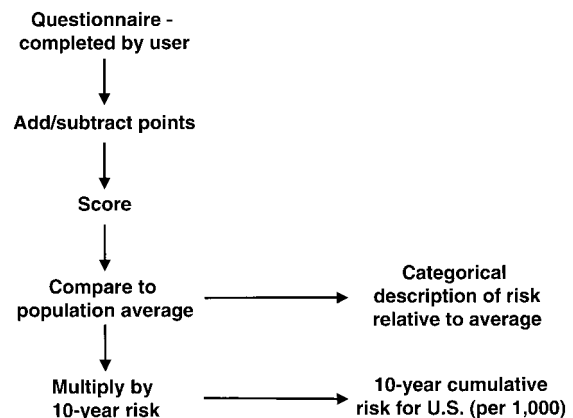 Questionnaire -
completed by user
Add/subtract points
Score
Compare to
population average
Categorical
description of risk
relative to average
Multiply by
10-year risk
10-year cumulative
risk for U.S. (per 1,000)